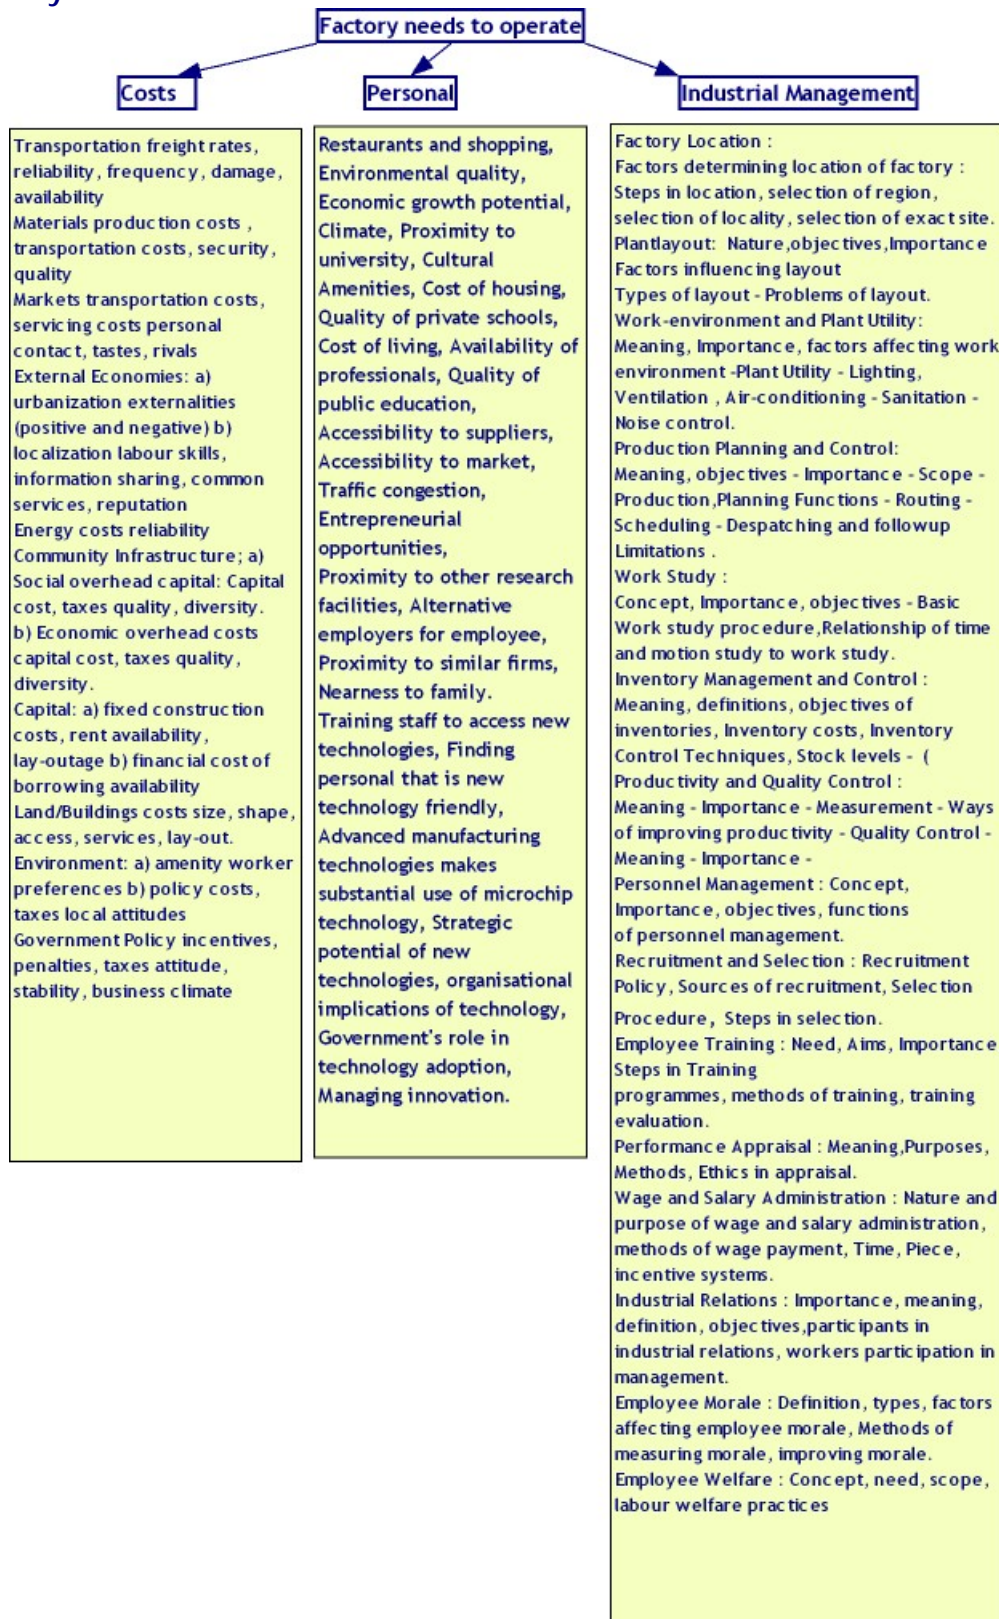 Factory needs to operate
Costs
Personal
Industrial Management
Transportation freight rates,
reliability, frequency, damage,
availability
Materials production costs ,
transportation costs, security,
quality
Markets transportation costs,
servicing costs personal
contact, tastes, rivals
External Economies: a)
urbanization externalities
(positive and negative) b)
localization labour skills,
information sharing, common
services, reputation
Energy costs reliability
Community Infrastructure; a)
Social overhead capital: Capital
cost, taxes quality, diversity.
b) Economic overhead costs
capital cost, taxes quality,
diversity.
Capital: a) fixed construction
costs, rent availability,
lay-outage b) financial cost of
borrowing availability
Land/Buildings costs size, shape,
access, services, lay-out.
Environment: a) amenity worker
preferences b) policy costs,
taxes local attitudes
Government Policy incentives,
penalties, taxes attitude,
stability, business climate
Restaurants and shopping,
Environmental quality,
Economic growth potential,
Climate, Proximity to
university, Cultural
Amenities, Cost of housing,
Quality of private schools,
Cost of living, Availability of
professionals, Quality of
public education,
Accessibility to suppliers,
Accessibility to market,
Traffic congestion,
Entrepreneurial
opportunities,
Proximity to other research
facilities, Alternative
employers for employee,
Proximity to similar firms,
Nearness to family.
Training staff to access new
technologies, Finding
personal that is new
technology friendly,
Advanced manufacturing
technologies makes
substantial use of microchip
technology, Strategic
potential of new
technologies, organisational
implications of technology,
Government's role in
technology adoption,
Managing innovation.
Factory Location :
Factors determining location of factory :
Steps in location, selection of region,
selection of locality, selection of exact site.
Plantlayout: Nature,objectives,Importance
Factors influencing layout
Types of layout - Problems of layout.
Work-environment and Plant Utility:
Meaning, Importance, factors affecting work
environment -Plant Utility - Lighting,
Ventilation , Air-conditioning - Sanitation -
Noise control.
Production Planning and Control:
Meaning, objectives - Importance - Scope -
Production,Planning Functions - Routing -
Scheduling - Despatching and followup
Limitations .
Work Study :
Concept, Importance, objectives - Basic
Work study procedure,Relationship of time
and motion study to work study.
Inventory Management and Control :
Meaning, definitions, objectives of
inventories, Inventory costs, Inventory
Control Techniques, Stock levels - (
Productivity and Quality Control :
Meaning - Importance - Measurement - Ways
of improving productivity - Quality Control -
Meaning - Importance -
Personnel Management : Concept,
Importance, objectives, functions
of personnel management.
Recruitment and Selection : Recruitment
Policy, Sources of recruitment, Selection
Procedure, Steps in selection.
Employee Training : Need, Aims, Importance
Steps in Training
programmes, methods of training, training
evaluation.
Performance Appraisal : Meaning,Purposes,
Methods, Ethics in appraisal.
Wage and Salary Administration : Nature and
purpose of wage and salary administration,
methods of wage payment, Time, Piece,
incentive systems.
Industrial Relations : Importance, meaning,
definition, objectives,participants in
industrial relations, workers participation in
management.
Employee Morale : Definition, types, factors
affecting employee morale, Methods of
measuring morale, improving morale.
Employee Welfare : Concept, need, scope,
labour welfare practices